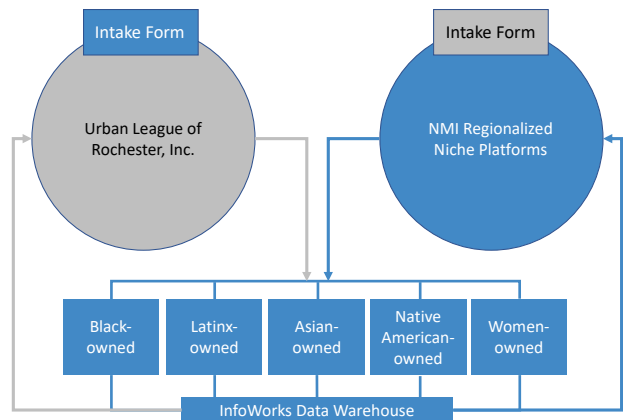 Intake Form
Intake Form
Urban League of
Rochester, Inc.
NMI Regionalized
Niche Platforms
Black-
owned
Latinx-
owned
Asian-
owned
Native
American-
owned
Women-
owned
InfoWorks Data Warehouse